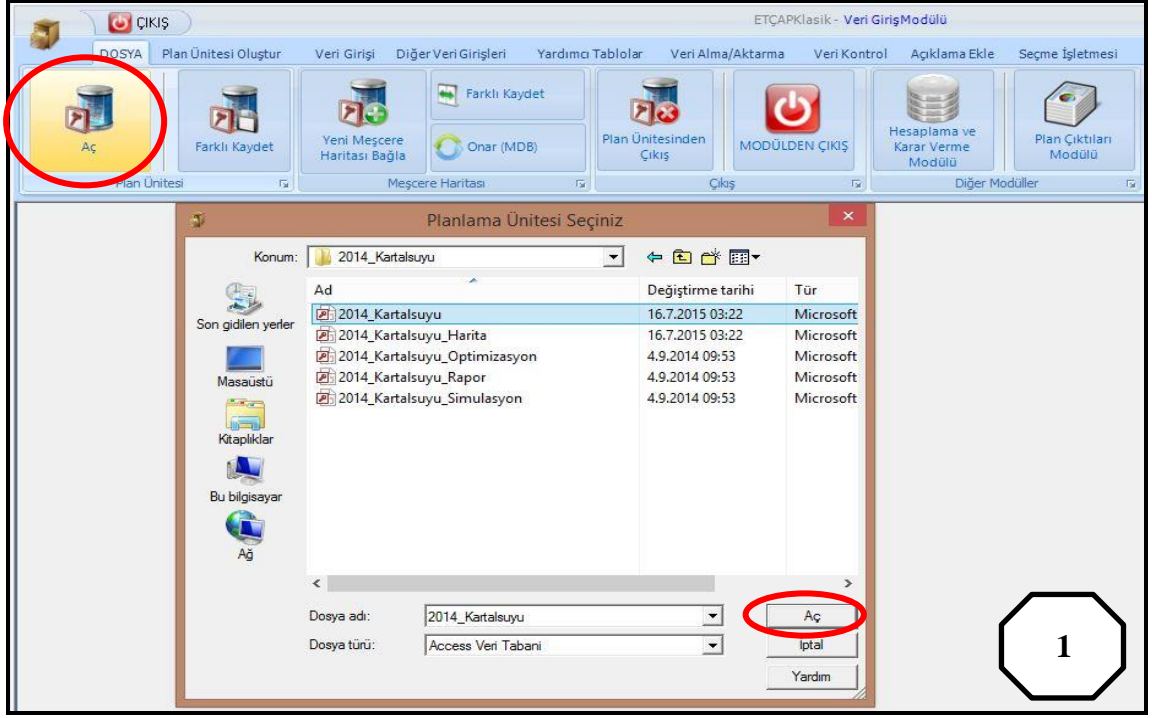 ÇIKIŞ
ETÇAPKlasik - Veri GirişModülü
DOSYA Plan Ünitesi Oluştur Veri Girişi Diğer Veri Girişleri Yardımcı Tablolar Veri Alma/Aktarma Veri Kontrol Açıklama Ekle Seçme İşletmesi
Aç
Farklı Kaydet
Yeni Meşcere
Haritası Bağla
Farklı Kaydet
Onar (MDB)
Plan Ünitesinden
Çıkış
MODÜLDEN ÇIKIŞ
Hesaplama ve
Karar Verme
Modülü
Plan Çıktıları
Modülü
Plan Ünitesi
Meşcere Haritası
Çıkış
Diğer Modüller
Planlama Ünitesi Seçiniz
Konum: 2014_Kartalsuyu
Ad Değiştirme tarihi Tür
2014_Kartalsuyu 16.7.2015 03:22 Microsoft
2014_Kartalsuyu_Harita 16.7.2015 03:22 Microsoft
2014_Kartalsuyu_Optimizasyon 4.9.2014 09:53 Microsoft
2014_Kartalsuyu_Rapor 4.9.2014 09:53 Microsoft
2014_Kartalsuyu_Simulasyon 4.9.2014 09:53 Microsoft
Son gidilen yerler
Masaüstü
Kitaplıklar
Bu bilgisayar
Ağ
Dosya adı: 2014_Kartalsuyu Aç
Dosya türü: Access Veri Tabani İptal
Yardım
1